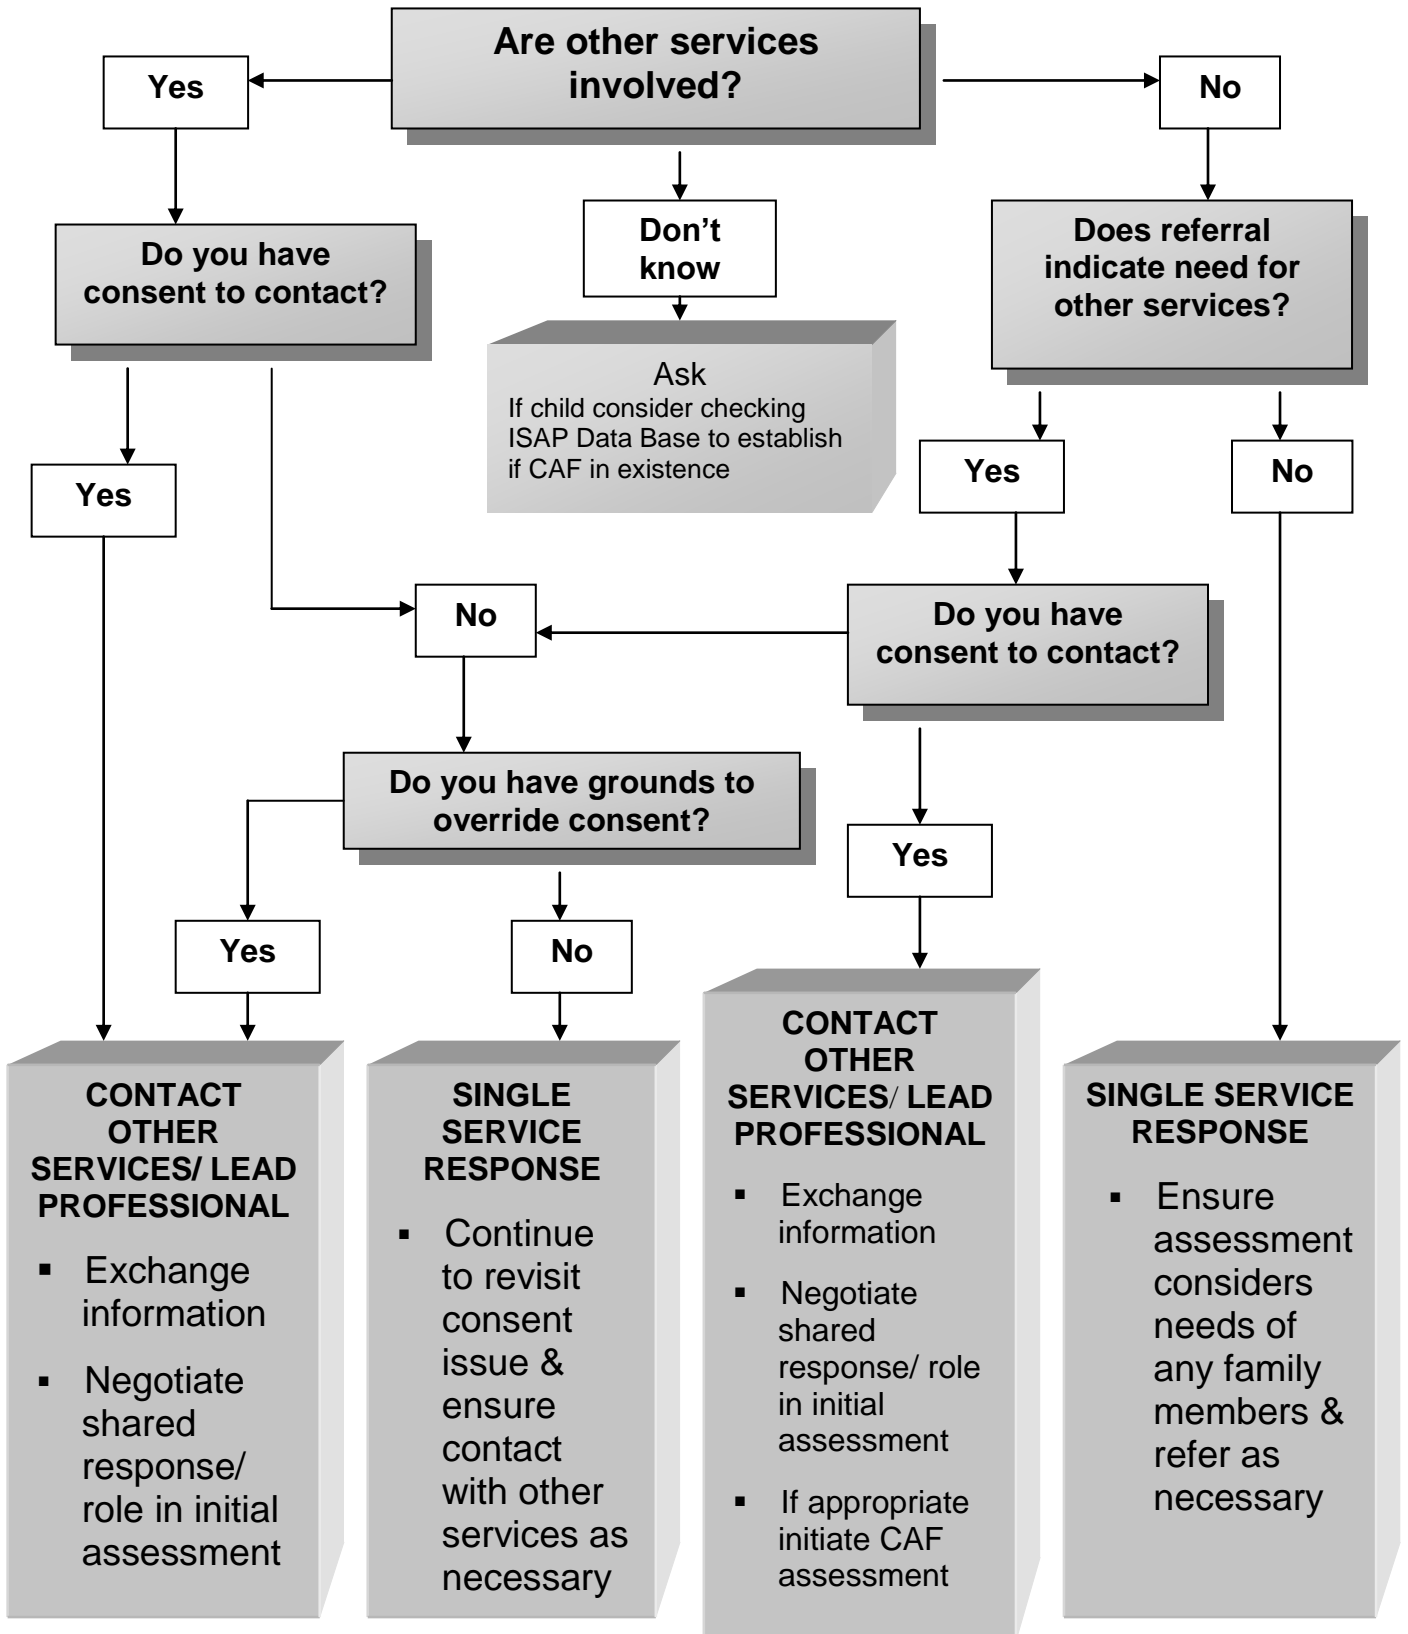 Are other services
involved?
Yes
No
Don't
know
Do you have
consent to contact?
Does referral
indicate need for
other services?
Ask
If child consider checking
ISAP Data Base to establish
if CAF in existence
Yes
Yes
No
No
Do you have
consent to contact?
Do you have grounds to
override consent?
Yes
Yes
No
CONTACT
OTHER
SERVICES/ LEAD
PROFESSIONAL
▪ Exchange
information
▪ Negotiate
shared
response/
role in initial
assessment
SINGLE
SERVICE
RESPONSE
▪ Continue
to revisit
consent
issue &
ensure
contact
with other
services as
necessary
CONTACT
OTHER
SERVICES/ LEAD
PROFESSIONAL
▪ Exchange
information
▪ Negotiate
shared
response/ role
in initial
assessment
▪ If appropriate
initiate CAF
assessment
SINGLE SERVICE
RESPONSE
▪ Ensure
assessment
considers
needs of
any family
members &
refer as
necessary